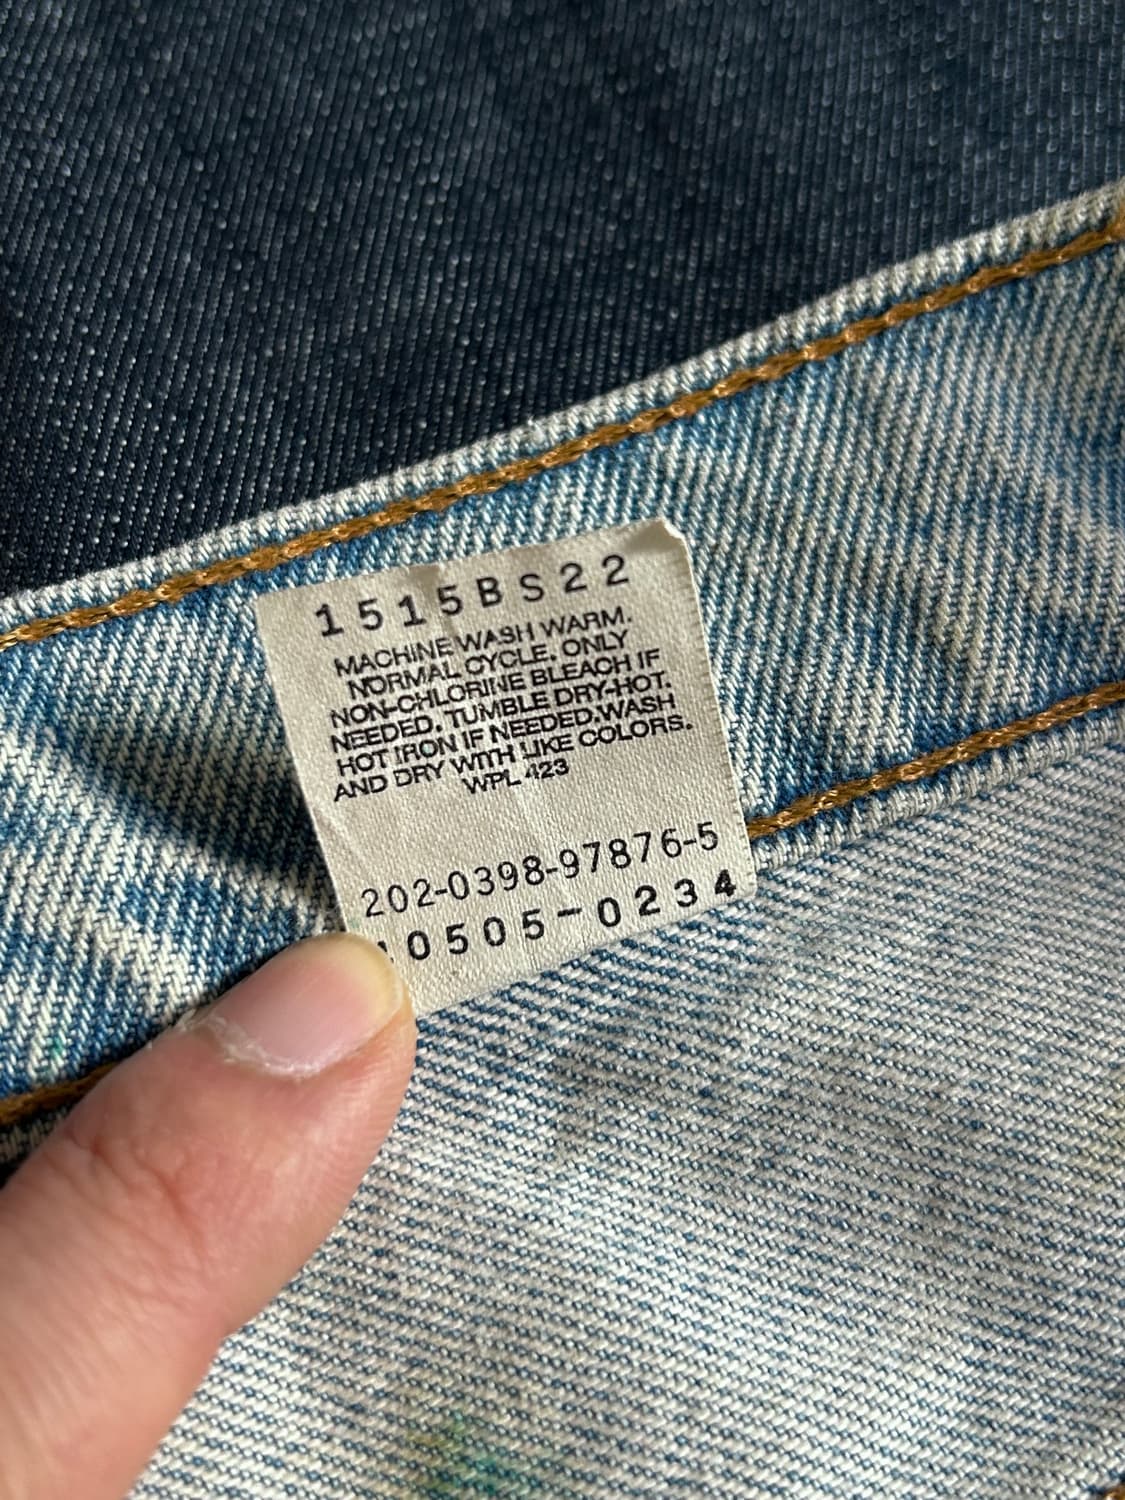 1515BS22
MACHINE WASH WARM.
NORMAL CYCLE. ONLY
NON-CHLORINE BLEACH IF
NEEDED. TUMBLE DRY-HOT.
HOT IRON IF NEEDED.WASH
AND DRY WITH LIKE COLORS.
WPL 423
202-0398-97876-5
0505-0234